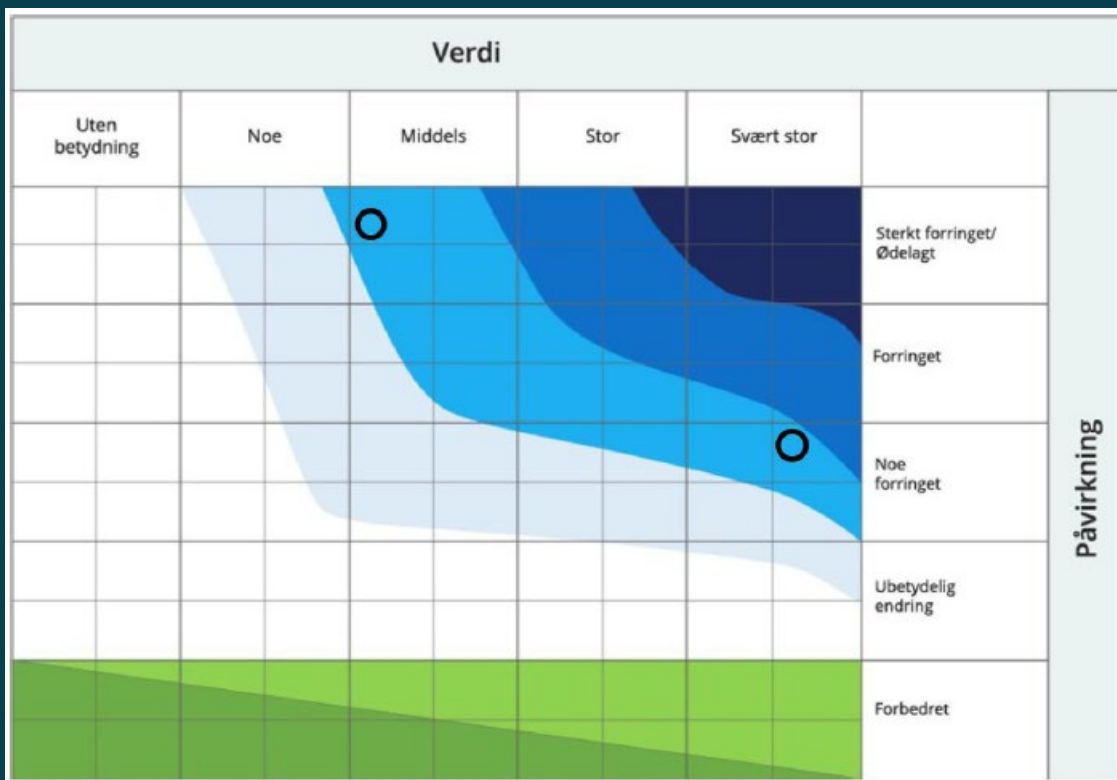 Verdi
Uten
betydning
Noe
Middels
Stor
Svært stor
Sterkt forringet/
Ødelagt
Forringet
Noe
forringet
Ubetydelig
endring
Forbedret
Påvirkning